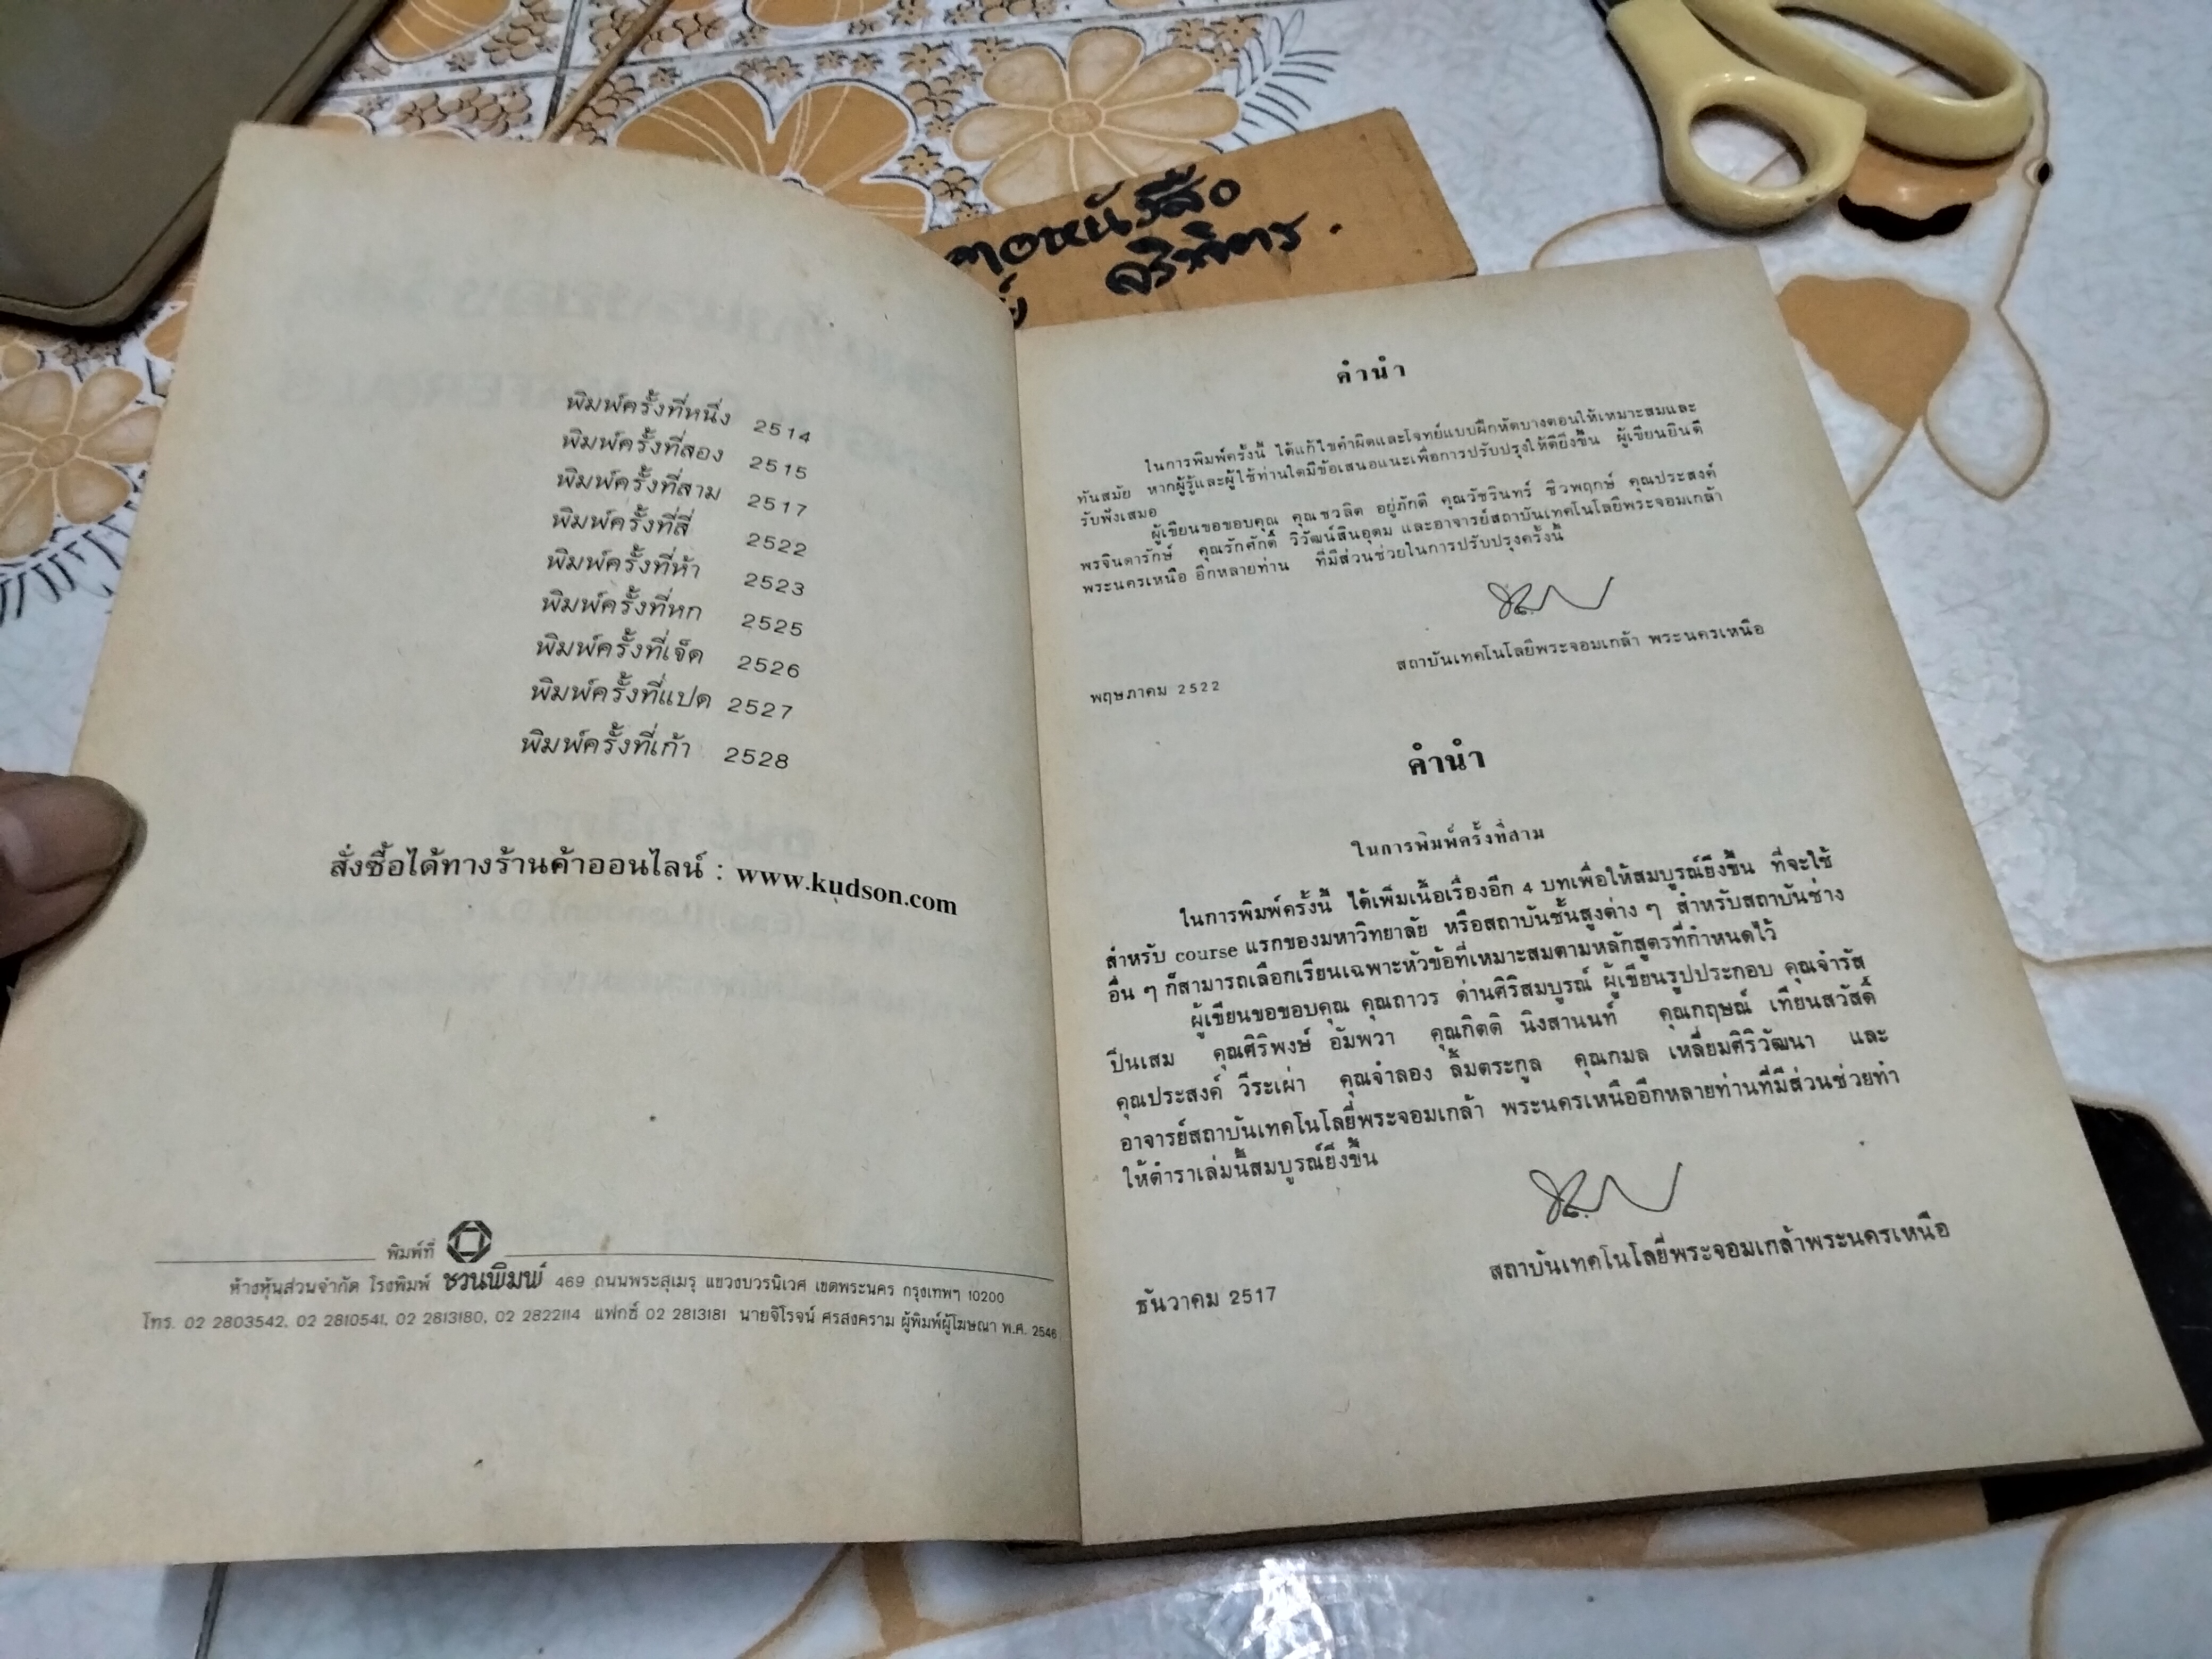 พิมพ์ครั้งที่หนึ่ง 2514
พิมพ์ครั้งที่สอง 2515
พิมพ์ครั้งที่สาม 2517
พิมพ์ครั้งที่สี่ 2522
พิมพ์ครั้งที่ห้า 2523
พิมพ์ครั้งที่หก 2525
พิมพ์ครั้งที่เจ็ด 2526
พิมพ์ครั้งที่แปด 2527
พิมพ์ครั้งที่เก้า 2528
สั่งซื้อได้ทางร้านค้าออนไลน์ : www.kudson.com
พิมพ์ที่
ห้างหุ้นส่วนจำกัด โรงพิมพ์ ชวนพิมพ์ 469 ถนนพระสุเมรุ แขวงบวรนิเวศ เขตพระนคร กรุงเทพฯ 10200
โทร. 02 2803542, 02 2810541, 02 2813180, 02 2822114 แฟกซ์ 02 2813181 นายจิโรจน์ ศรสงคราม ผู้พิมพ์ผู้โฆษณา พ.ศ. 2546
หนังสือ
คำนำ
ในการพิมพ์ครั้งนี้ ได้แก้ไขคำผิดและโจทย์แบบฝึกหัดบางตอนให้เหมาะสมและ
ทันสมัย หากผู้รู้และผู้ใช้ท่านใดมีข้อเสนอแนะเพื่อการปรับปรุงให้ดียิ่งขึ้น ผู้เขียนยินดี
รับฟังเสมอ
ผู้เขียนขอขอบคุณ คุณชวลิต อยู่ภักดี คุณวัชรินทร์ ชีวพฤกษ์ คุณประสงค์
พรจินดารักษ์ คุณรักศักดิ์ วิวัฒน์สินอุดม และอาจารย์สถาบันเทคโนโลยีพระจอมเกล้า
พระนครเหนือ อีกหลายท่าน ที่มีส่วนช่วยในการปรับปรุงครั้งนี้
สถาบันเทคโนโลยีพระจอมเกล้า พระนครเหนือ
พฤษภาคม 2522
คำนำ
ในการพิมพ์ครั้งที่สาม
ในการพิมพ์ครั้งนี้ ได้เพิ่มเนื้อเรื่องอีก 4 บทเพื่อให้สมบูรณ์ยิ่งขึ้น ที่จะใช้
สำหรับ course แรกของมหาวิทยาลัย หรือสถาบันชั้นสูงต่าง ๆ สำหรับสถาบันช่าง
อื่น ๆ ก็สามารถเลือกเรียนเฉพาะหัวข้อที่เหมาะสมตามหลักสูตรที่กำหนดไว้
ผู้เขียนขอขอบคุณ คุณถาวร ด่านศิริสมบูรณ์ ผู้เขียนรูปประกอบ คุณจำรัส
ปิ่นเสม คุณศิริพงษ์ อัมพวา คุณกิตติ นิงสานนท์ คุณกฤษณ์ เทียนสวัสดิ์
คุณประสงค์ วีระเผ่า คุณจำลอง ลิ้มตระกูล คุณกมล เหลี่ยมศิริวัฒนา และ
อาจารย์สถาบันเทคโนโลยีพระจอมเกล้า พระนครเหนืออีกหลายท่านที่มีส่วนช่วยทำ
ให้ตำราเล่มนี้สมบูรณ์ยิ่งขึ้น
สถาบันเทคโนโลยีพระจอมเกล้าพระนครเหนือ
ธันวาคม 2517